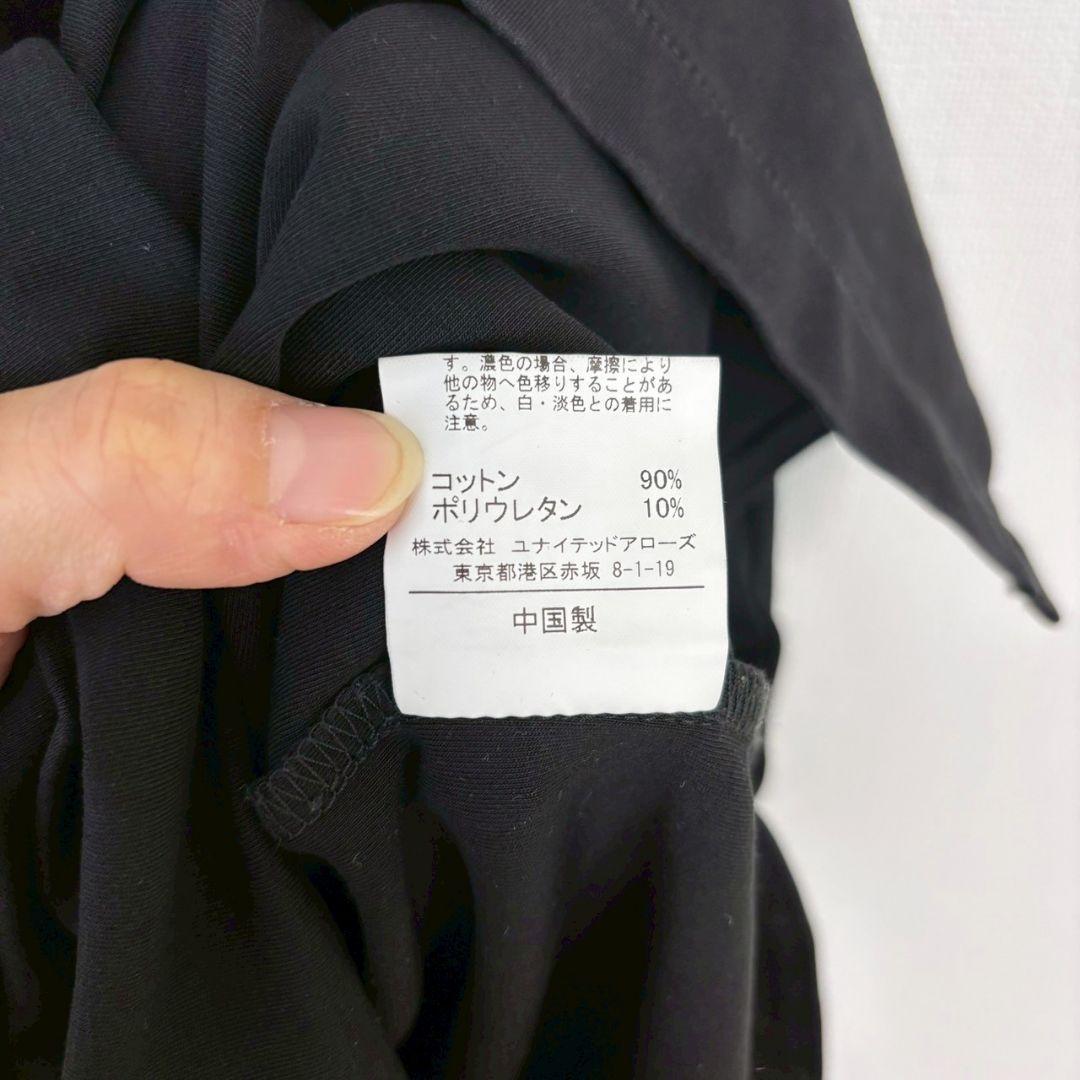 す。濃色の場合、摩擦により
他の物へ色移りすることがあ
るため、白・淡色との着用に
注意。
コットン 90%
ポリウレタン 10%
株式会社 ユナイテッドアローズ
東京都港区赤坂 8-1-19
中国製